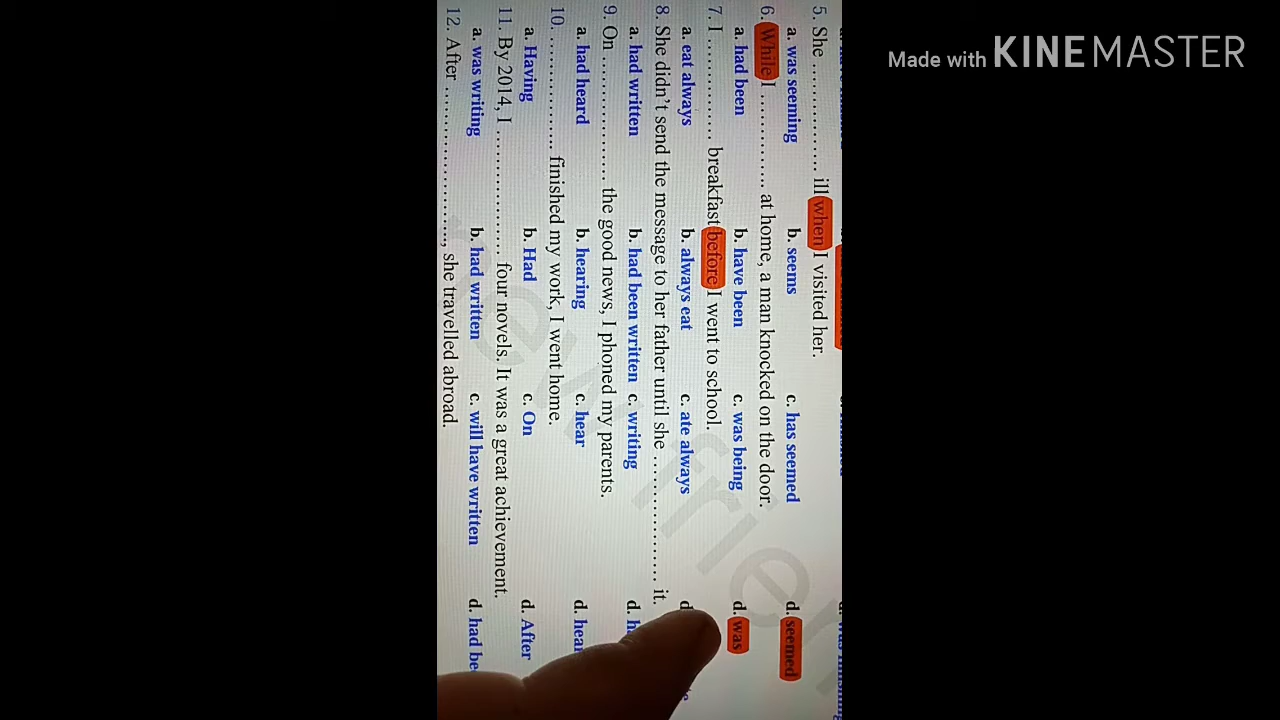 Made with KINEMASTER
5. She .............. ill when I visited her.
a. was seeming b. seems c. has seemed d. seemed
6. While I .............. at home, a man knocked on the door.
a. had been b. have been c. was being d. was
7. I .............. breakfast before I went to school.
a. eat always b. always eat c. ate always
8. She didn't send the message to her father until she .................. it.
a. had written b. had been written c. writing
9. On .................. the good news, I phoned my parents.
a. had heard b. hearing c. hear d.
10. .................. finished my work, I went home.
a. Having b. Had c. On d. After
11. By 2014, I .................. four novels. It was a great achievement.
a. was writing b. had written c. will have written d. had
12. After ........................, she travelled abroad.